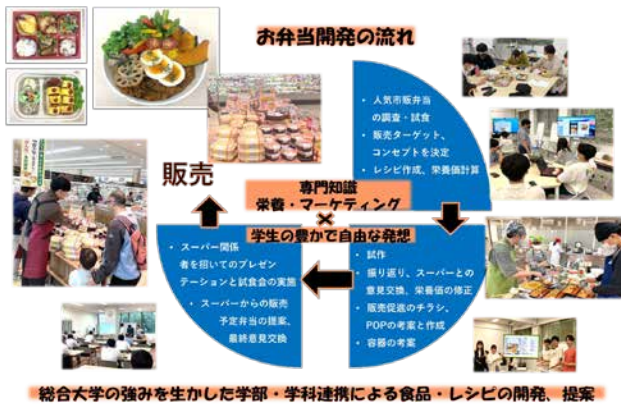 お弁当開発の流れ
• 人気市販弁当
の調査・試食
• 販売ターゲット、
コンセプトを決定
• レシピ作成、栄養価計算
販売
専門知識
栄養・マーケティング
×
学生の豊かで自由な発想
• 試作
• 振り返り、スーパーとの
意見交換、栄養価の修正
• 販売促進のチラシ、
POPの考案と作成
• 容器の考案
• スーパー関係
者を招いてのプレゼン
テーションと試食会の実施
• スーパーからの販売
予定弁当の提案、
最終意見交換
総合大学の強みを生かした学部・学科連携による食品・レシピの開発、提案